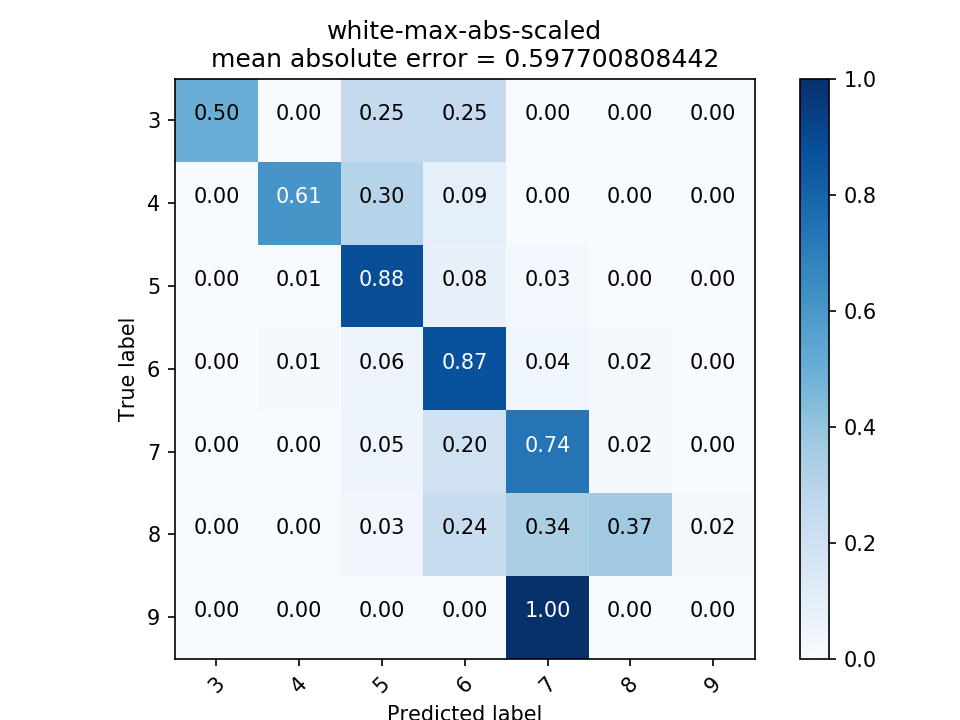 white-max-abs-scaled
mean absolute error = 0.597700808442
3 0.50 0.00 0.25 0.25 0.00 0.00 0.00
4 0.00 0.61 0.30 0.09 0.00 0.00 0.00
5 0.00 0.01 0.88 0.08 0.03 0.00 0.00
6 0.00 0.01 0.06 0.87 0.04 0.02 0.00
7 0.00 0.00 0.05 0.20 0.74 0.02 0.00
8 0.00 0.00 0.03 0.24 0.34 0.37 0.02
9 0.00 0.00 0.00 0.00 1.00 0.00 0.00
3 4 5 6 7 8 9
True label
Predicted label
1.0
0.8
0.6
0.4
0.2
0.0